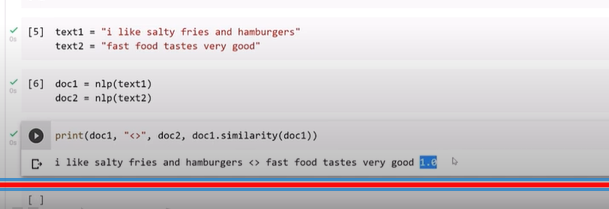 [5] text1 = "i like salty fries and hamburgers"
text2 = "fast food tastes very good"
[6] doc1 = nlp(text1)
doc2 = nlp(text2)
print(doc1, "<>", doc2, doc1.similarity(doc1))
i like salty fries and hamburgers <> fast food tastes very good 1.0
[ ]